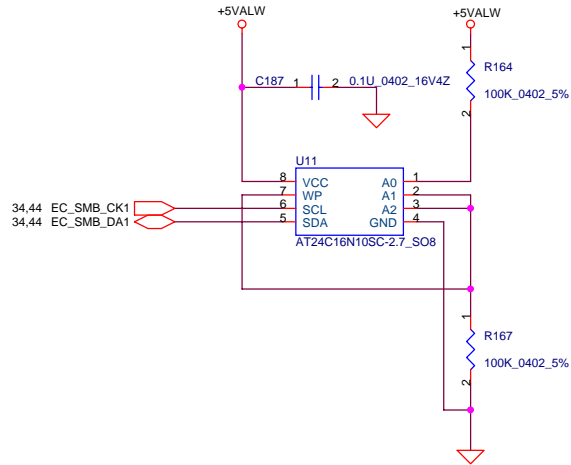 +5VALW +5VALW
1
R164
C187 1 2 0.1U_0402_16V4Z
100K_0402_5%
2
U11
8 VCC A0 1
7 WP A1 2
34,44 EC_SMB_CK1 6 SCL A2 3
34,44 EC_SMB_DA1 5 SDA GND 4
AT24C16N10SC-2.7_SO8
1
R167
100K_0402_5%
2